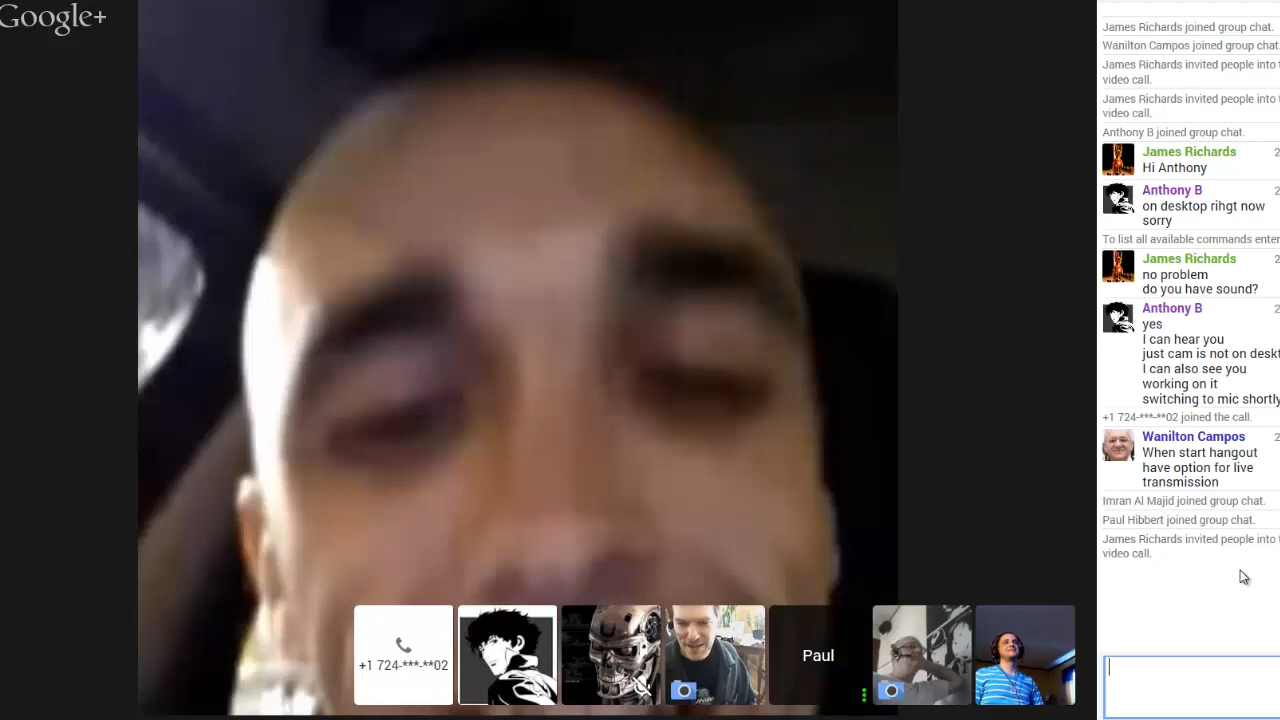 Google+
James Richards joined group chat.
Wanilton Campos joined group chat.
James Richards invited people into
video call.
James Richards invited people into
video call.
Anthony B joined group chat.
James Richards
2
Hi Anthony
Anthony B
2
on desktop rihgt now
sorry
To list all available commands enter
James Richards
2
no problem
do you have sound?
Anthony B
2
yes
I can hear you
just cam is not on
I can also see you
working on it
switching to mic shortly
+1 724-***-**02 joined the call.
Wanilton Campos
2
When start hangout
have option for live
transmission
Imran Al Majid joined group chat.
Paul Hibbert joined group chat.
James Richards invited people into
video call.
+1 724-***-**02
Paul